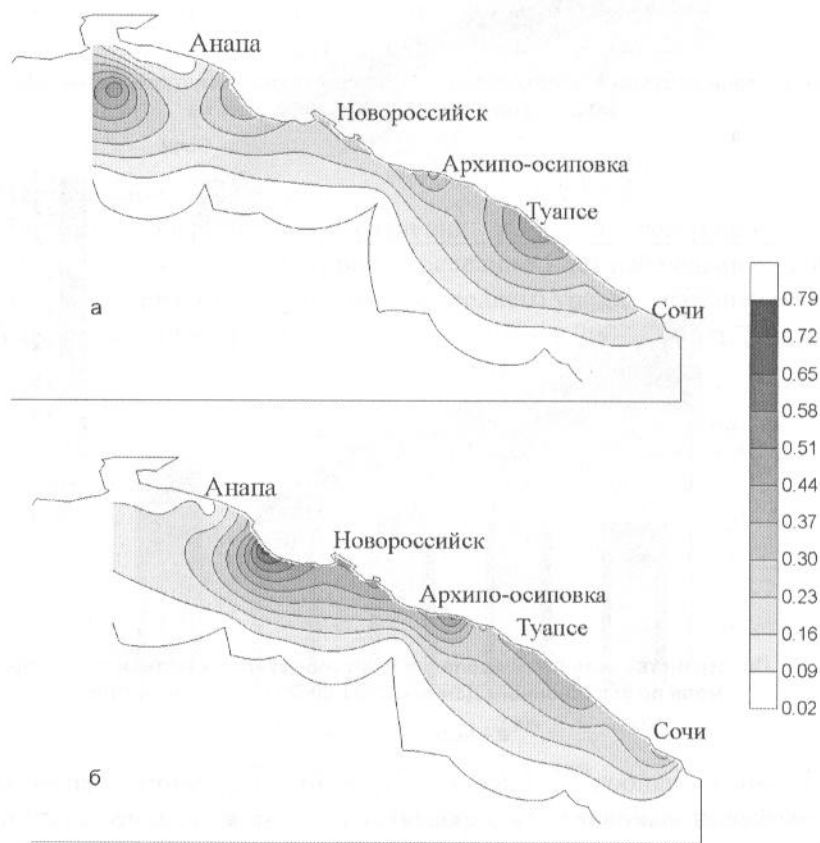 Анапа
Новороссийск
Архипо-осиповка
Туапсе
а
Сочи
0.79
0.72
0.65
0.58
0.51
0.44
0.37
0.30
0.23
0.16
0.09
0.02
Анапа
Новороссийск
Архипо-осиповка
Туапсе
Сочи
б